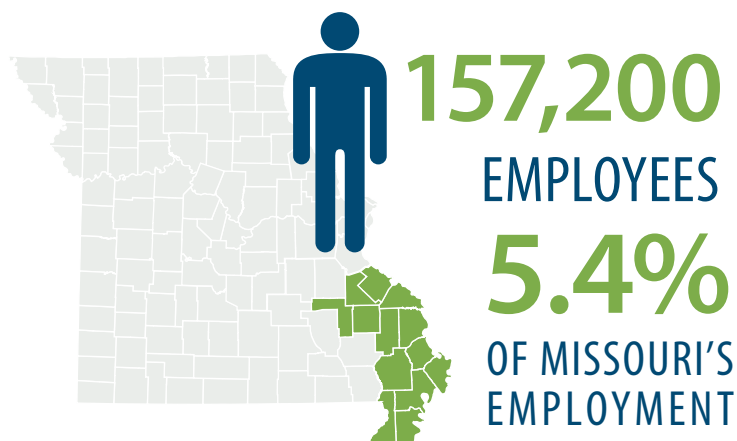 157,200
EMPLOYEES
5.4%
OF MISSOURI’S
EMPLOYMENT